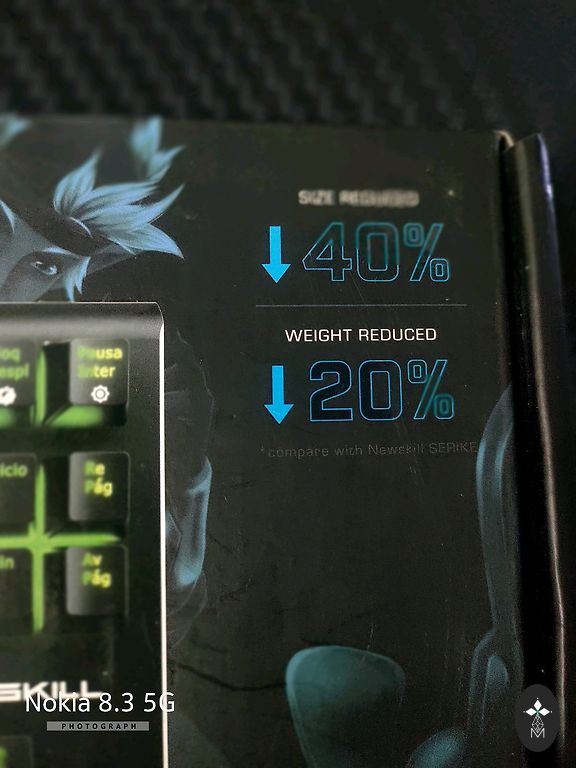 SIZE REDUCED
40%
WEIGHT REDUCED
20%
*compare with Newskill SERIKE
Pausa
Inter
Re
Pág
Av
Pág
SKILL
Nokia 8.3 5G
PHOTOGRAPH